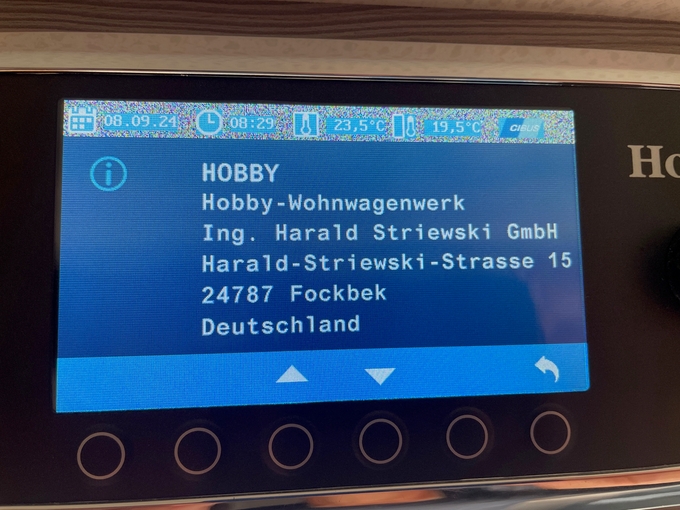 08.09.24 08:29 23,5°C 19,5°C CIBUS
HOBBY
Hobby-Wohnwagenwerk
Ing. Harald Striewski GmbH
Harald-Striewski-Strasse 15
24787 Fockbek
Deutschland
Ho